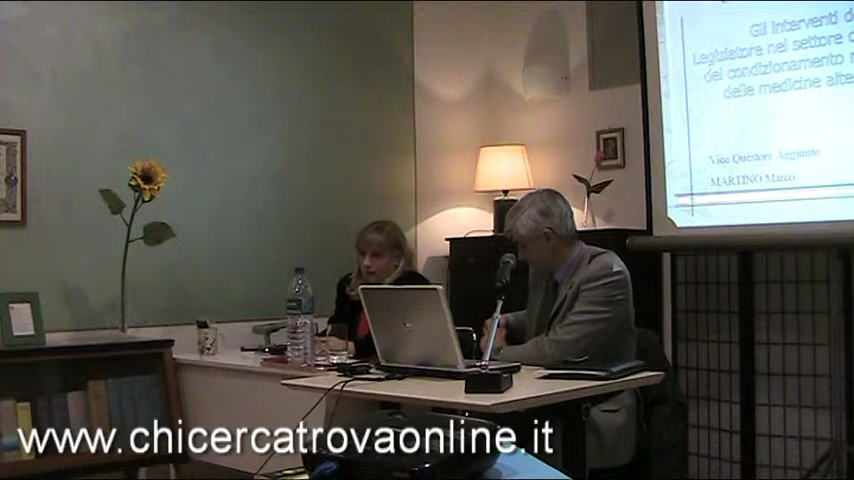 Gli interventi d
Legislatore nel settore d
del condizionamento
delle medicine alte
Vice Questore Aggiunto
MARTINO Marco
www.chicercatrovaonline.it